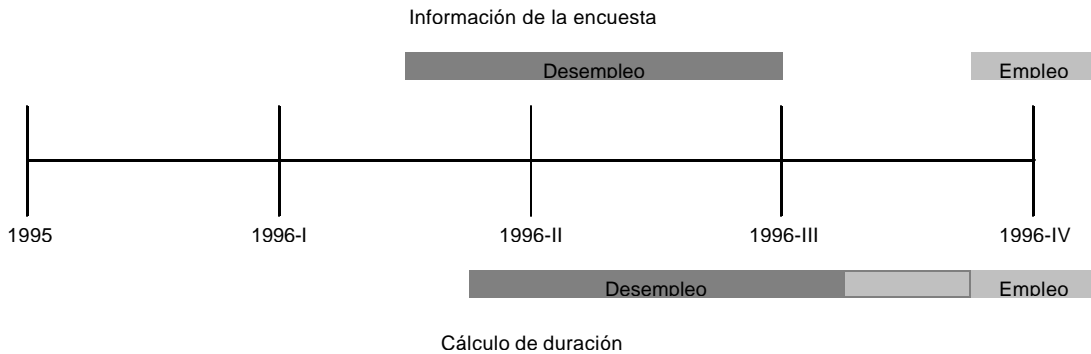 Información de la encuesta
Desempleo Empleo
1995 1996-I 1996-II 1996-III 1996-IV
Desempleo Empleo
Cálculo de duración